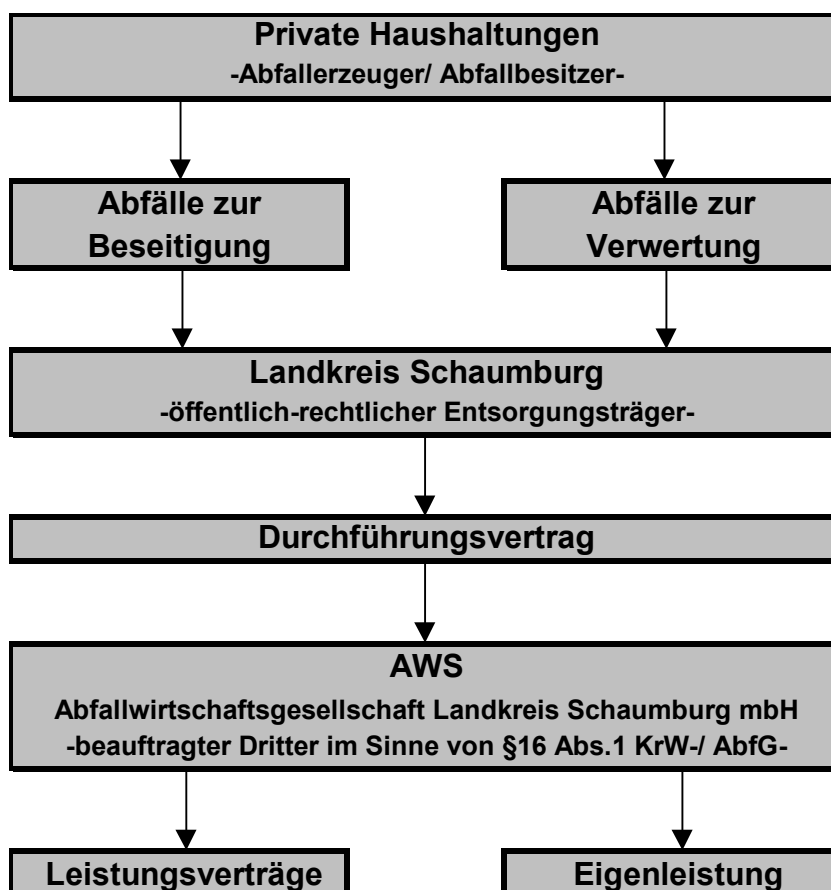 Private Haushaltungen
-Abfallerzeuger/ Abfallbesitzer-
Abfälle zur
Beseitigung
Abfälle zur
Verwertung
Landkreis Schaumburg
-öffentlich-rechtlicher Entsorgungsträger-
Durchführungsvertrag
AWS
Abfallwirtschaftsgesellschaft Landkreis Schaumburg mbH
-beauftragter Dritter im Sinne von §16 Abs.1 KrW-/ AbfG-
Leistungsverträge
Eigenleistung